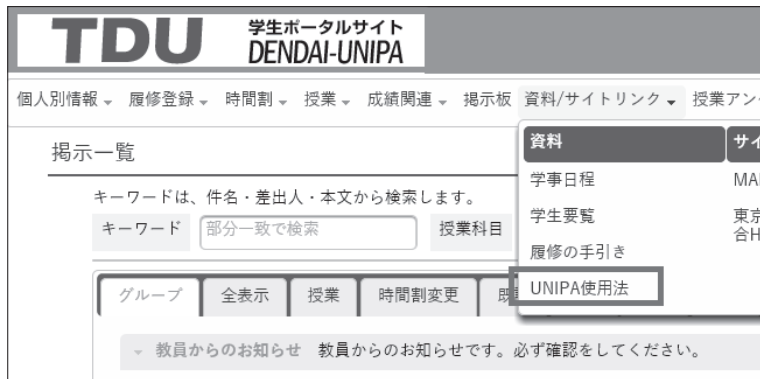 TDU
学生ポータルサイト
DENDAI-UNIPA
個人別情報 履修登録 時間割 授業 成績関連 掲示板 資料/サイトリンク 授業アン
掲示一覧
資料 サイ
学事日程
学生要覧
履修の手引き
UNIPA使用法
キーワードは、件名・差出人・本文から検索します。
キーワード 部分一致で検索 授業科目
グループ 全表示 授業 時間割変更
教員からのお知らせ 教員からのお知らせです。必ず確認をしてください。